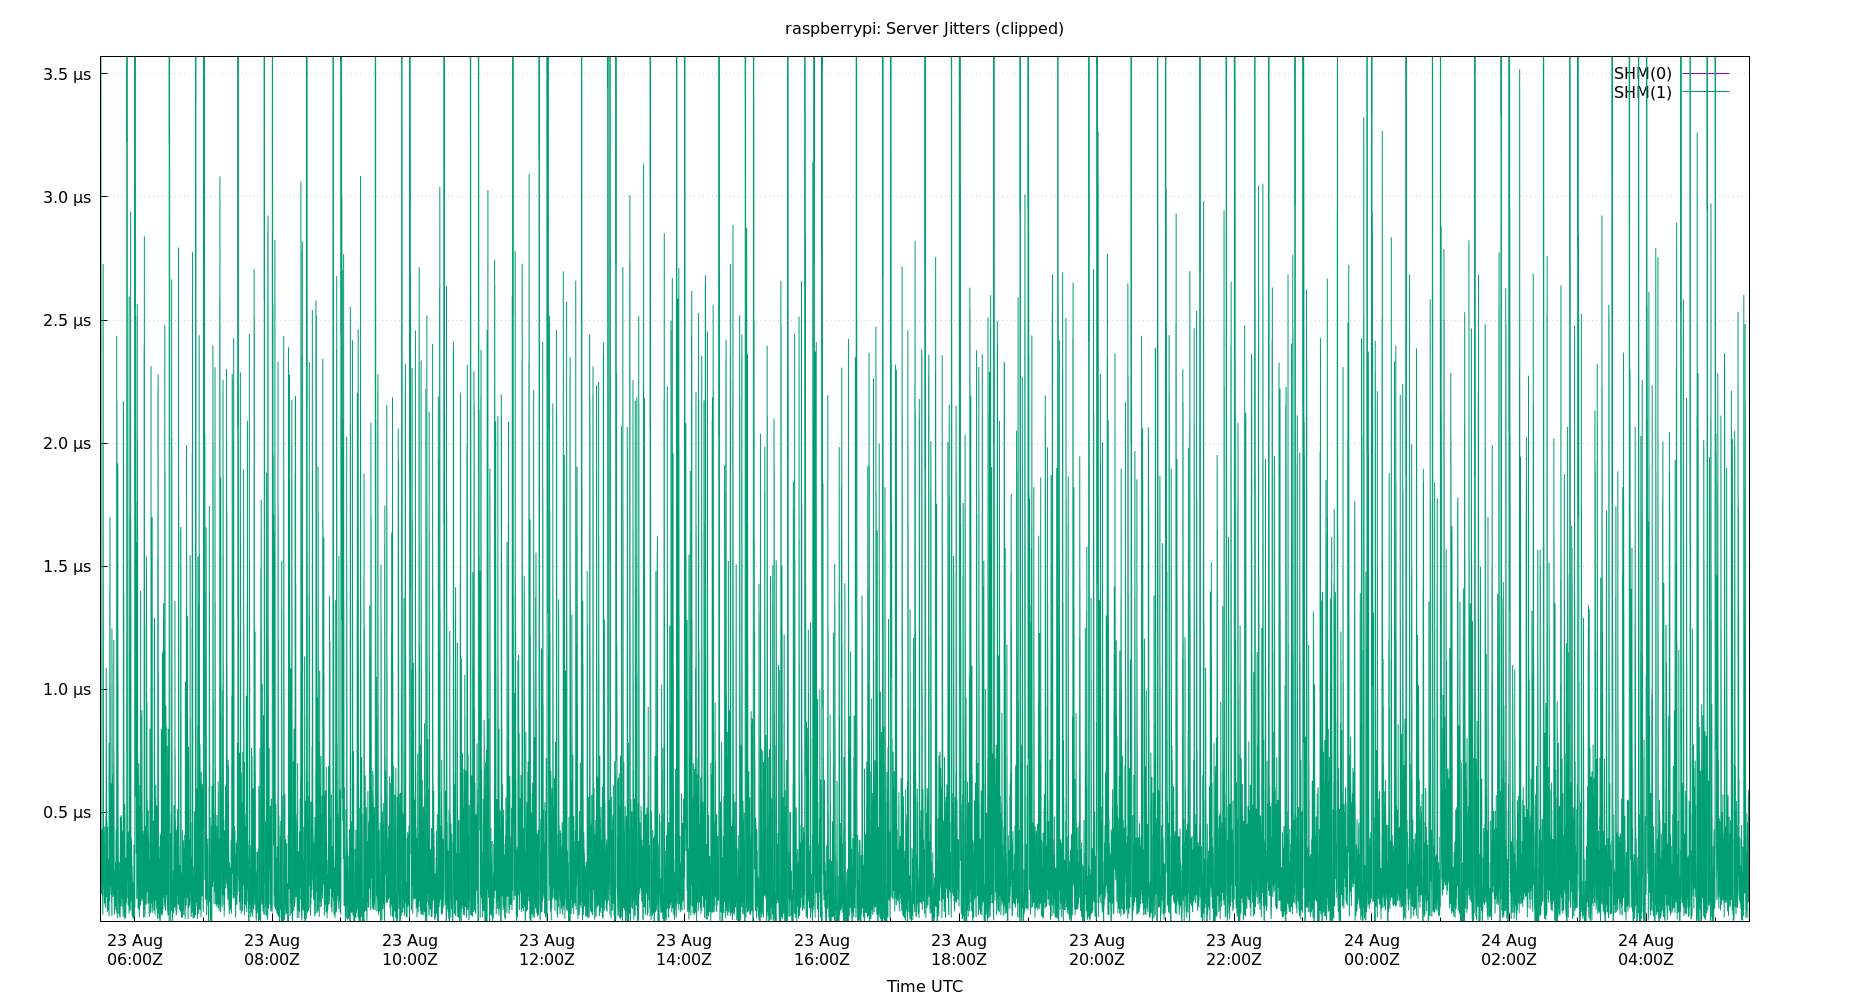 raspberrypi: Server Jitters (clipped)
3.5 µs
3.0 µs
2.5 µs
2.0 µs
1.5 µs
1.0 µs
0.5 µs
SHM(0)
SHM(1)
23 Aug 23 Aug 23 Aug 23 Aug 23 Aug 23 Aug 23 Aug 23 Aug 23 Aug 24 Aug 24 Aug 24 Aug
06:00Z 08:00Z 10:00Z 12:00Z 14:00Z 16:00Z 18:00Z 20:00Z 22:00Z 00:00Z 02:00Z 04:00Z
Time UTC